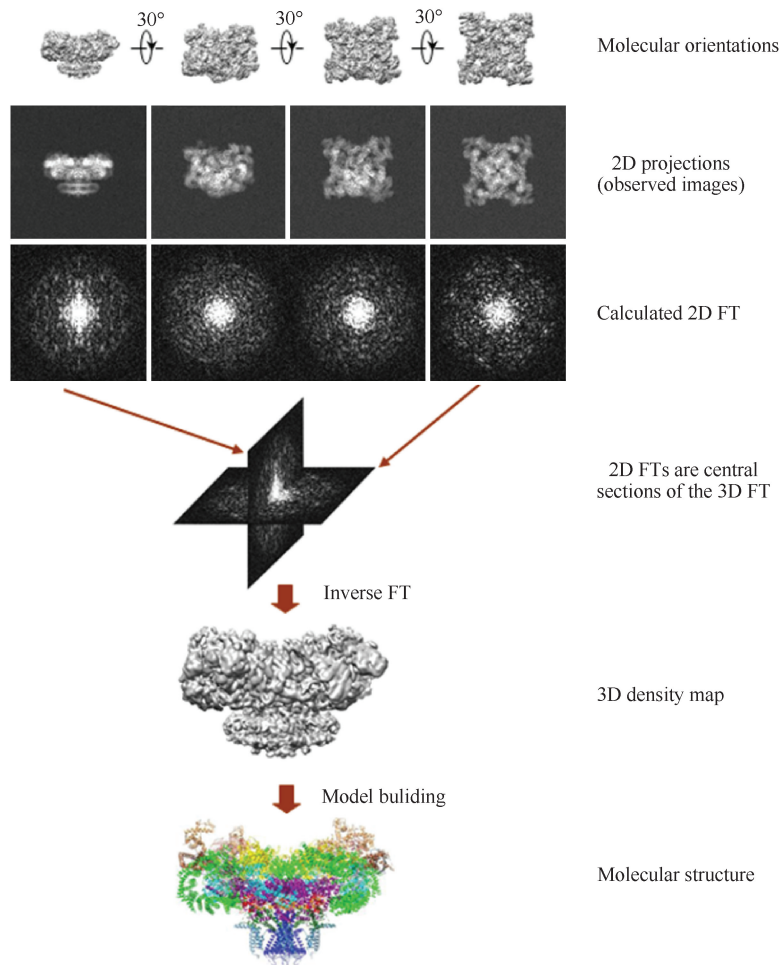 30° 30° 30°
Molecular orientations
2D projections
(observed images)
Calculated 2D FT
2D FTs are central
sections of the 3D FT
Inverse FT
3D density map
Model buliding
Molecular structure